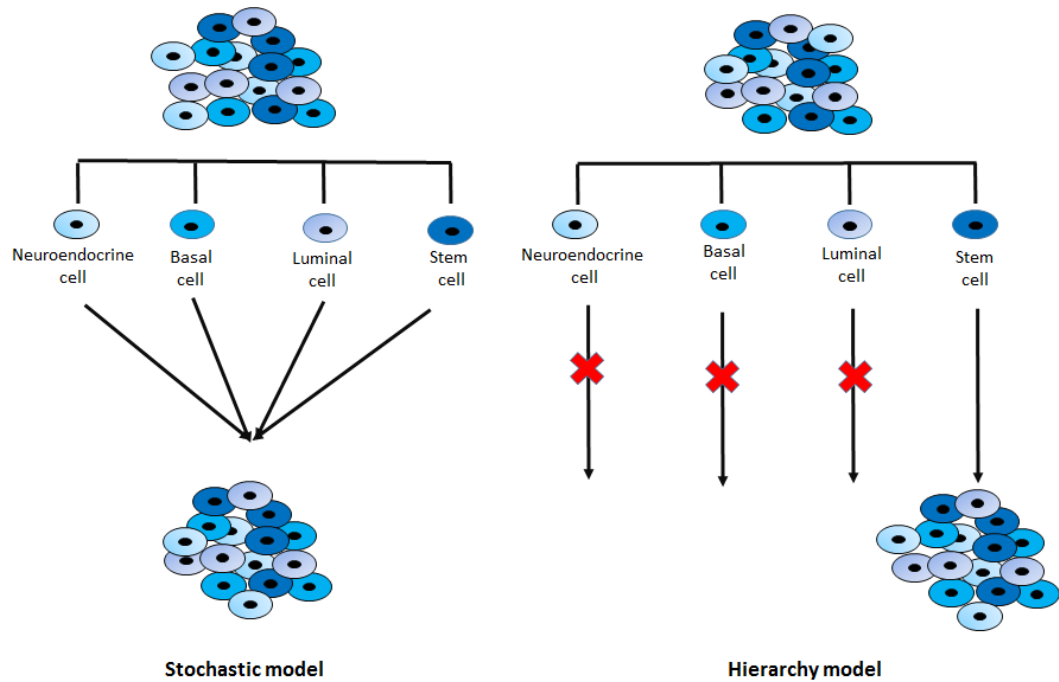 Neuroendocrine
cell
Basal
cell
Luminal
cell
Stem
cell
Neuroendocrine
cell
Basal
cell
Luminal
cell
Stem
cell
Stochastic model
Hierarchy model